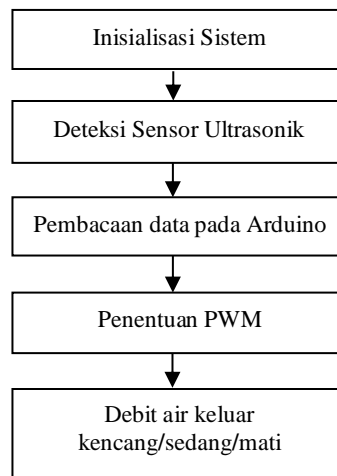 Inisialisasi Sistem
Deteksi Sensor Ultrasonik
Pembacaan data pada Arduino
Penentuan PWM
Debit air keluar
kencang/sedang/mati